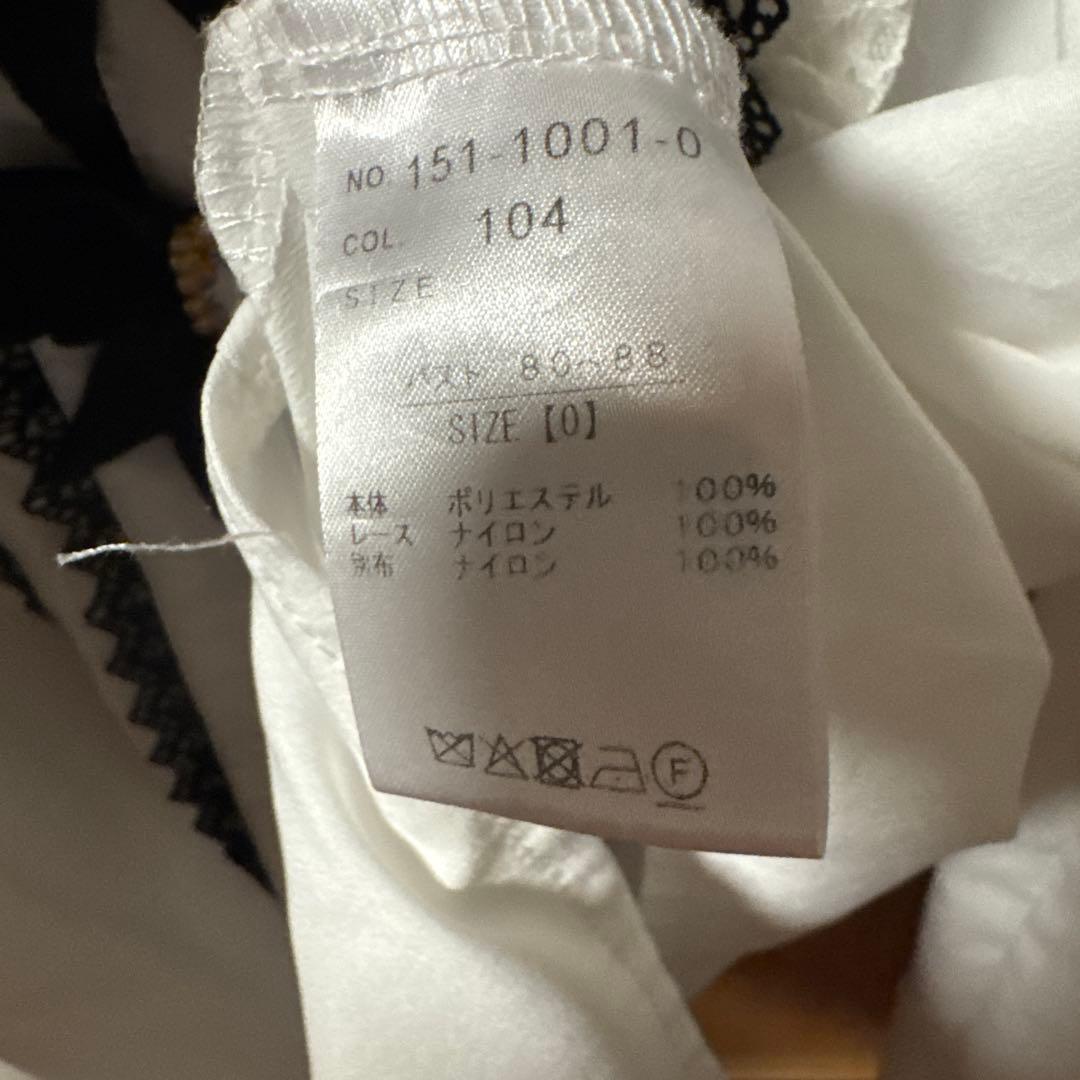 NO 151-1001-0
COL. 104
SIZE
バスト 80~88
SIZE【0】
本体 ポリエステル 100%
レース ナイロン 100%
別布 ナイロン 100%
F